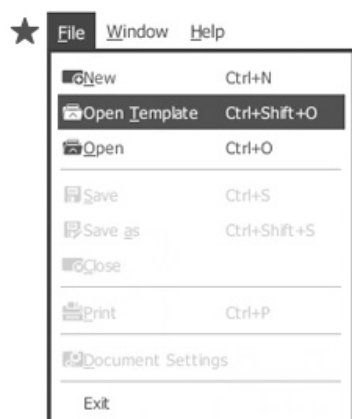 File Window Help
New Ctrl+N
Open Template Ctrl+Shift+O
Open Ctrl+O
Save Ctrl+S
Save as Ctrl+Shift+S
Close
Print Ctrl+P
Document Settings
Exit